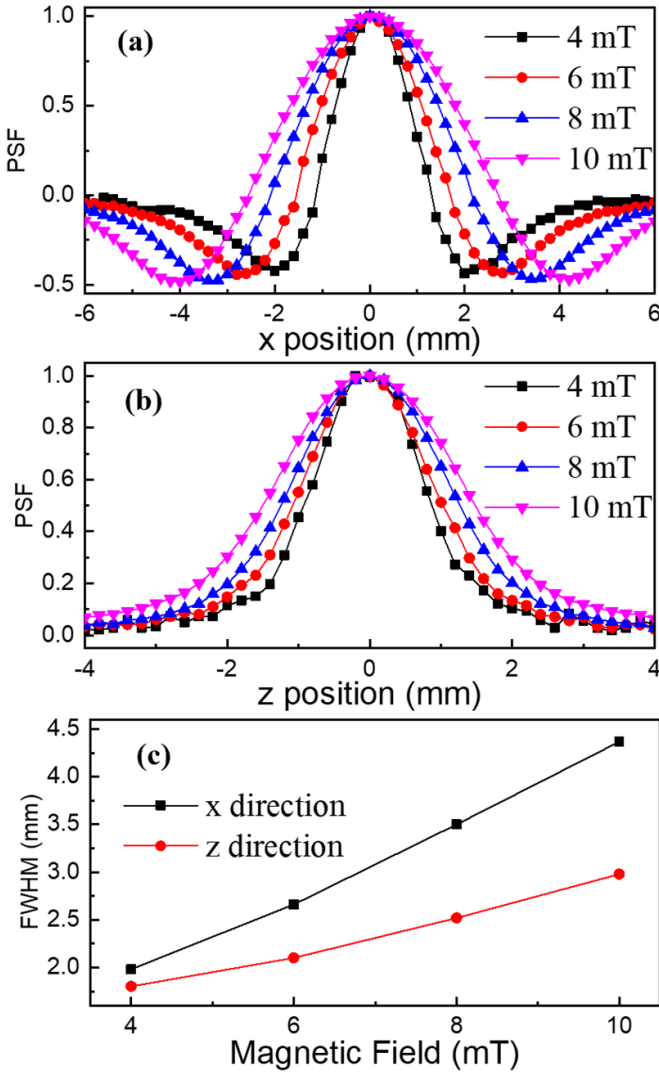 (a)
4 mT
6 mT
8 mT
10 mT
PSF
1.0
0.5
0.0
-0.5
-6 -4 -2 0 2 4 6
x position (mm)
(b)
4 mT
6 mT
8 mT
10 mT
PSF
1.0
0.8
0.6
0.4
0.2
0.0
-4 -2 0 2 4
z position (mm)
(c)
x direction
z direction
FWHM (mm)
4.5
3.5
3.0
2.5
2.0
4 6 8 10
Magnetic Field (mT)